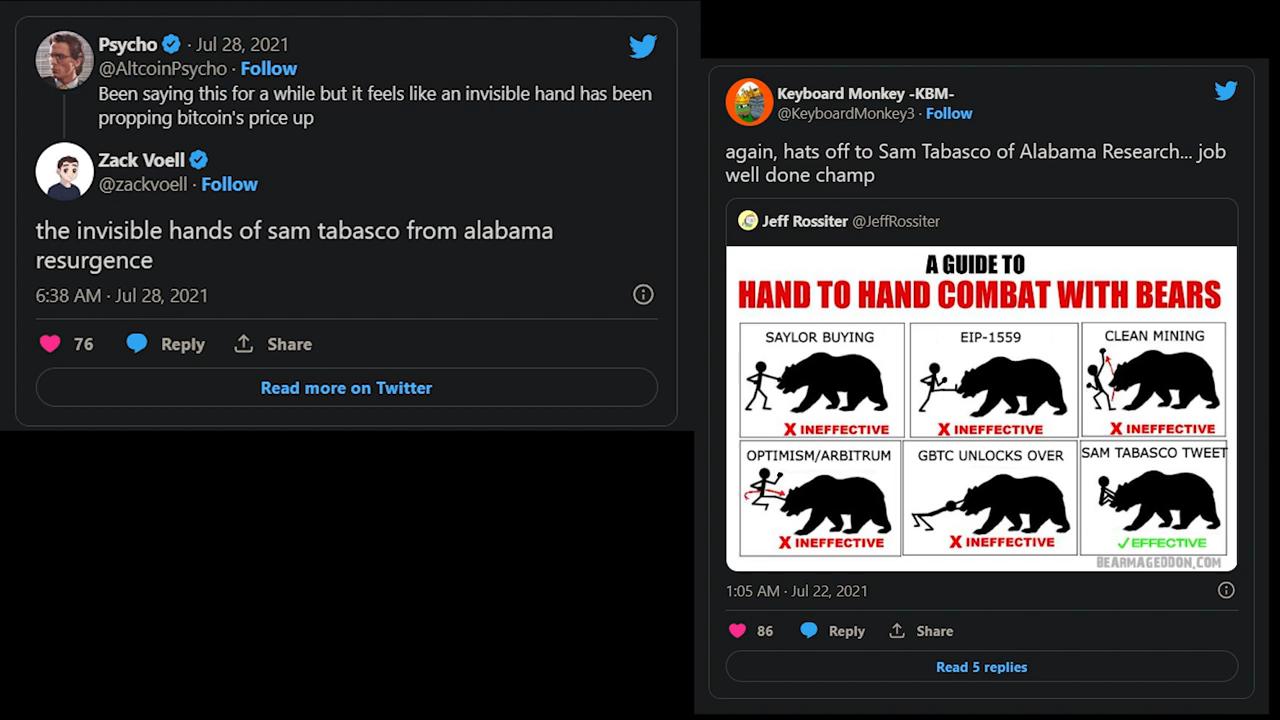 Psycho · Jul 28, 2021
@AltcoinPsycho · Follow
Been saying this for a while but it feels like an invisible hand has been
propping bitcoin's price up
Zack Voell
@zackvoell · Follow
the invisible hands of sam tabasco from alabama
resurgence
6:38 AM · Jul 28, 2021
76 Reply Share
Read more on Twitter
Keyboard Monkey -KBM-
@KeyboardMonkey3 · Follow
again, hats off to Sam Tabasco of Alabama Research... job
well done champ
Jeff Rossiter @JeffRossiter
A GUIDE TO
HAND TO HAND COMBAT WITH BEARS
SAYLOR BUYING
X INEFFECTIVE
EIP-1559
X INEFFECTIVE
CLEAN MINING
X INEFFECTIVE
OPTIMISM/ARBITRUM
X INEFFECTIVE
GBTC UNLOCKS OVER
X INEFFECTIVE
SAM TABASCO TWEET
✓EFFECTIVE
BEARMAGEDDON.COM
1:05 AM · Jul 22, 2021
86 Reply Share
Read 5 replies